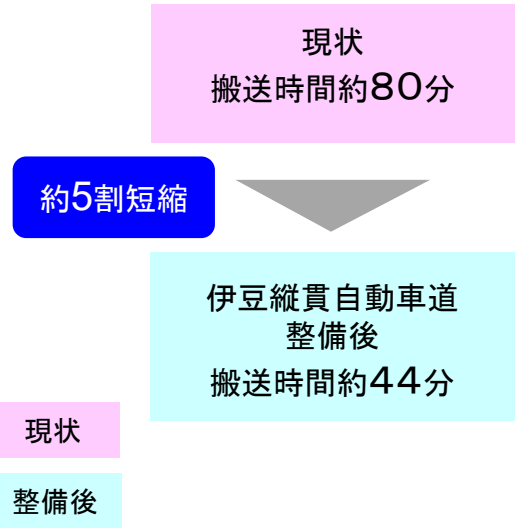 現状
搬送時間約80分
約5割短縮
伊豆縦貫自動車道
整備後
搬送時間約44分
現状
整備後